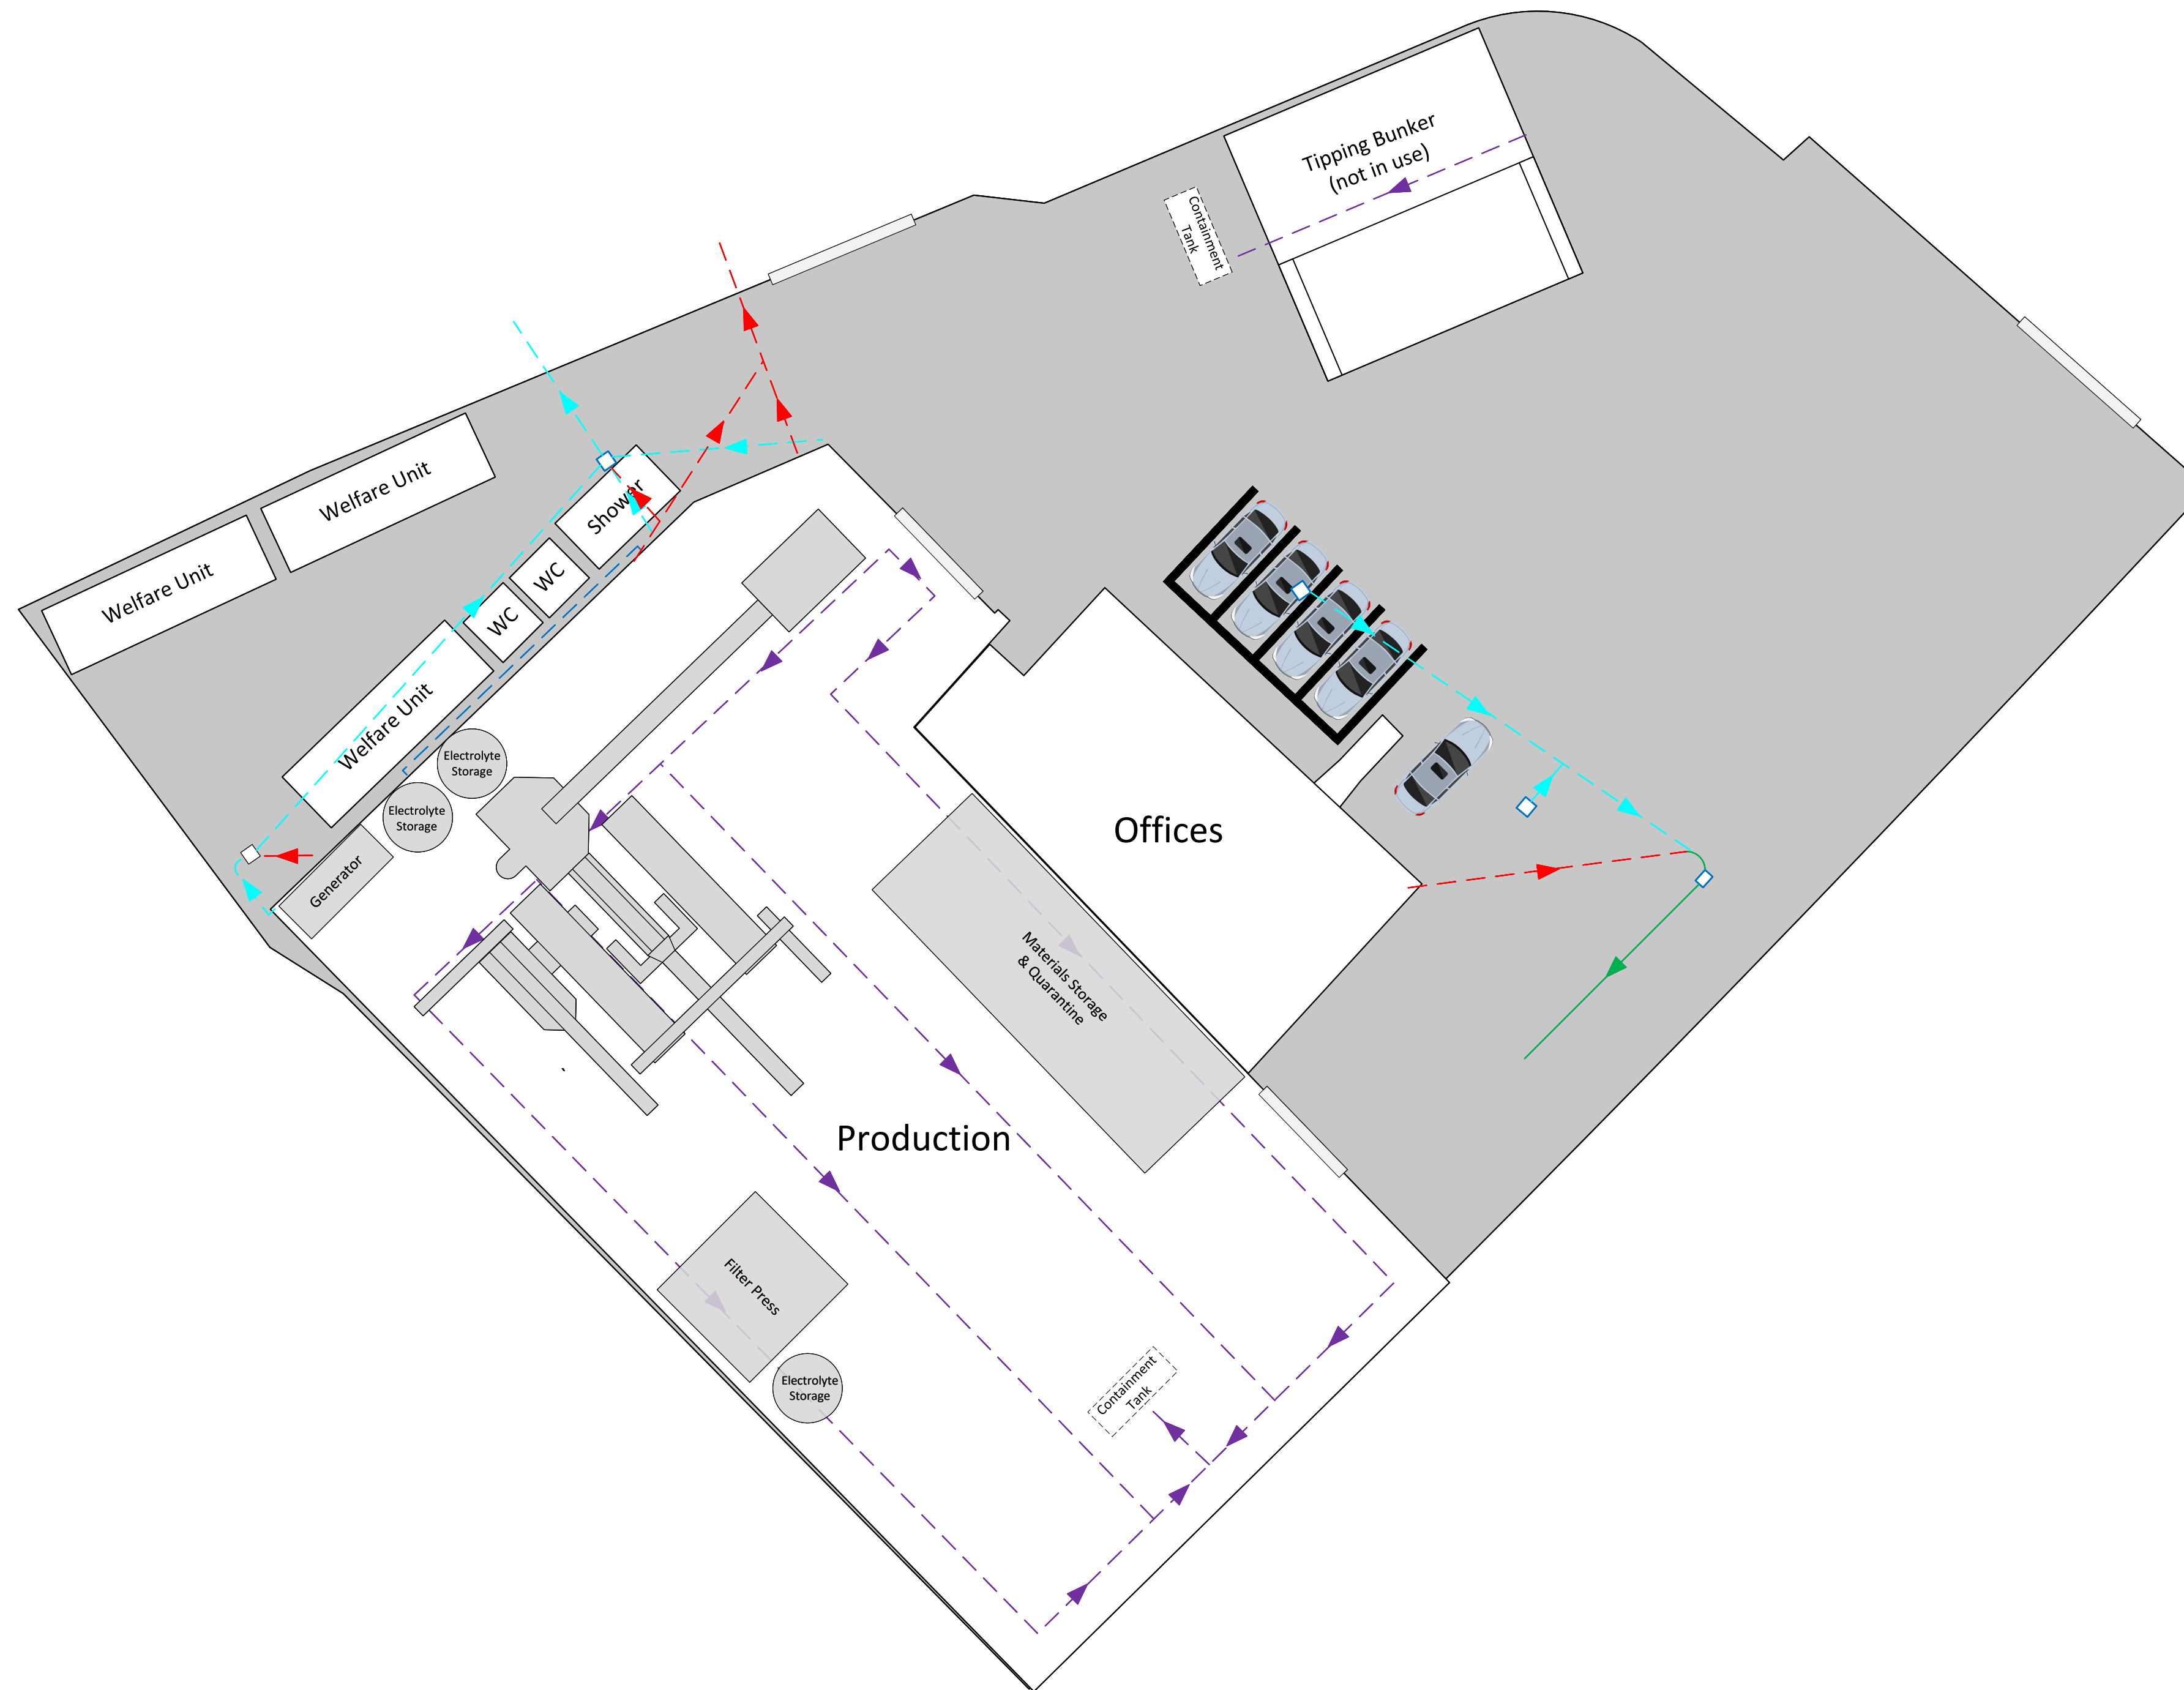 Tipping Bunker
(not in use)
Containment
Tank
Welfare Unit
Welfare Unit
Shower
WC
WC
Welfare Unit
Electrolyte
Storage
Electrolyte
Storage
Generator
Offices
Materials Storage
& Quarantine
Production
Filter Press
Electrolyte
Storage
Containment
Tank